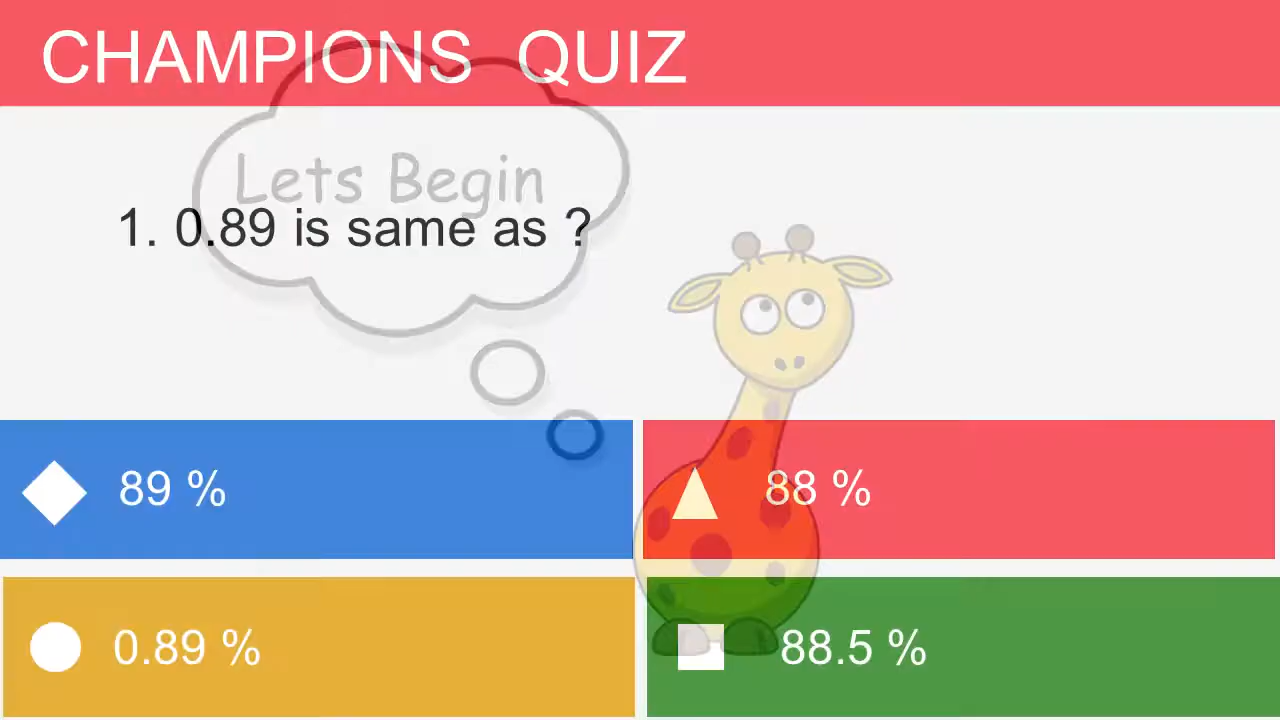 CHAMPIONS QUIZ
Lets Begin
1. 0.89 is same as ?
89 %
88 %
0.89 %
88.5 %